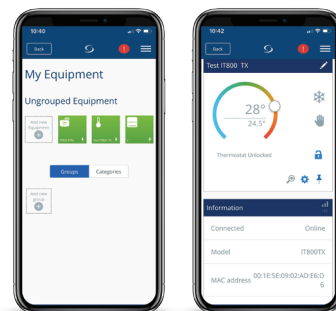 10:40
Back
!
My Equipment
Ungrouped Equipment
Add new
Equipment
Groups
Categories
Add new
group
10:42
Back
!
Test IT800 TX
28°
24.5°
Thermostat Unlocked
Information
Connected
Online
Model
IT800TX
MAC address
00:1E:5E:09:02:AD:E6:D
6